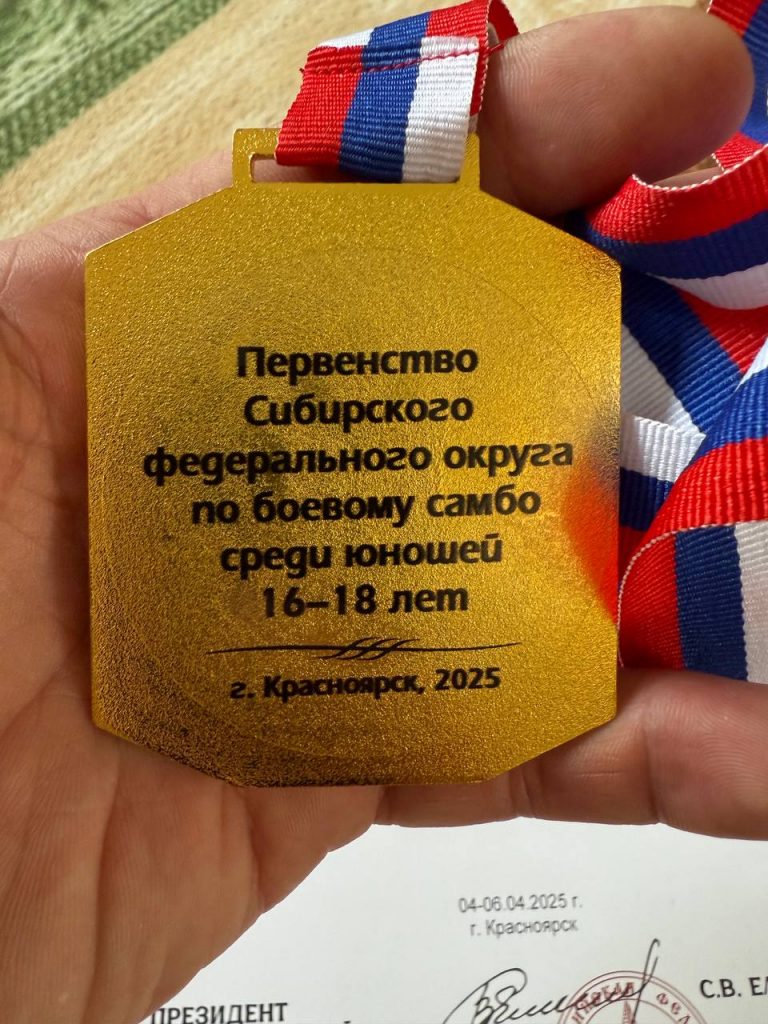 Первенство
Сибирского
федерального округа
по боевому самбо
среди юношей
16–18 лет
г. Красноярск, 2025
04-06.04.2025 г.
г. Красноярск
ПРЕЗИДЕНТ
С.В.